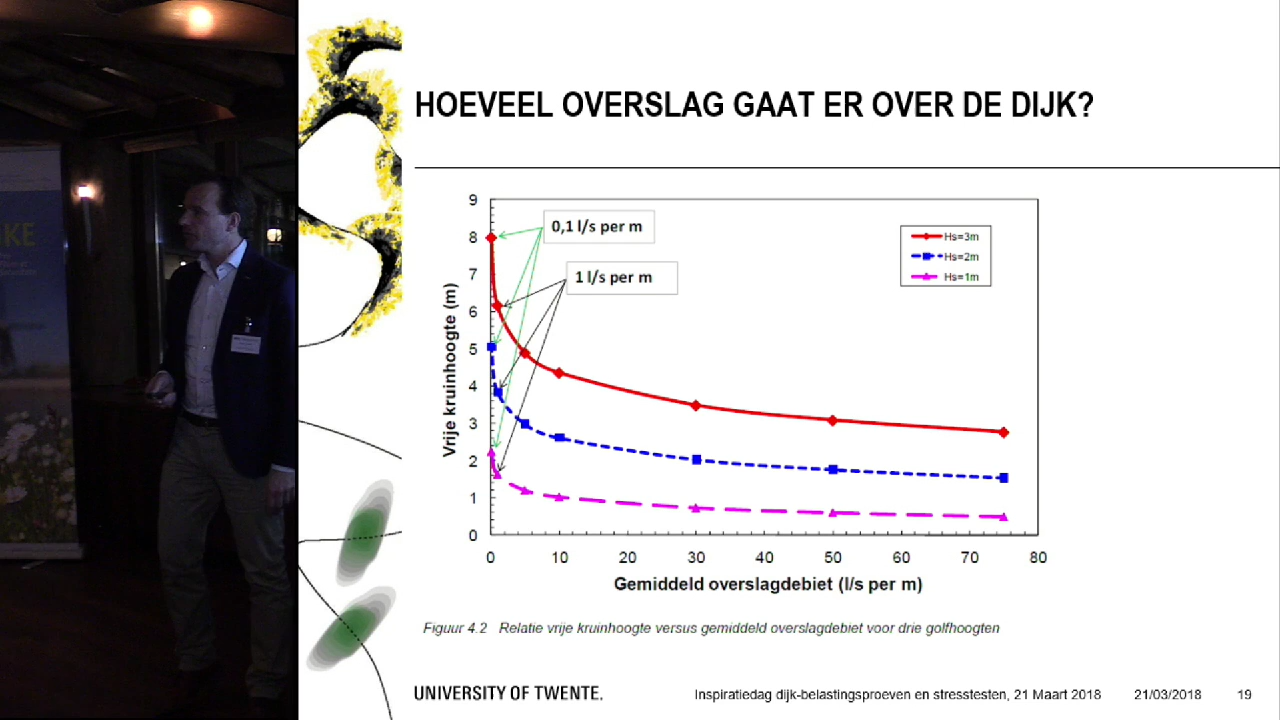 HOEVEEL OVERSLAG GAAT ER OVER DE DIJK?
9
8
7
6
5
4
3
2
1
0
Vrije kruinhoogte (m)
0,1 l/s per m
1 l/s per m
Hs=3m
Hs=2m
Hs=1m
0 10 20 30 40 50 60 70 80
Gemiddeld overslagdebiet (l/s per m)
Figuur 4.2 Relatie vrije kruinhoogte versus gemiddeld overslagdebiet voor drie golfhoogten
UNIVERSITY OF TWENTE.
Inspiratiedag dijk-belastingsproeven en stresstesten, 21 Maart 2018 21/03/2018 19